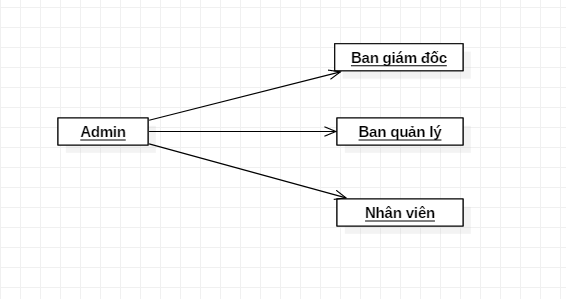 Ban giám đốc
Admin
Ban quản lý
Nhân viên